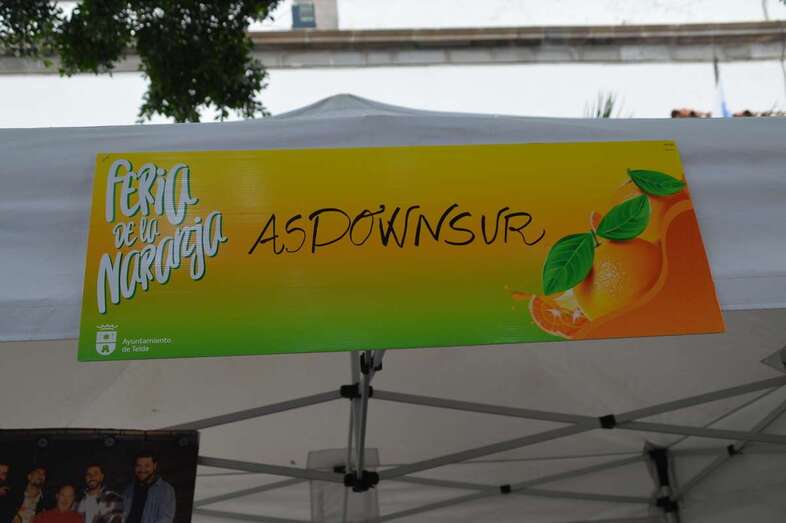 FERIA
DE LA
NARANJA
ASDOWNSUR
Ayuntamiento
de Telde